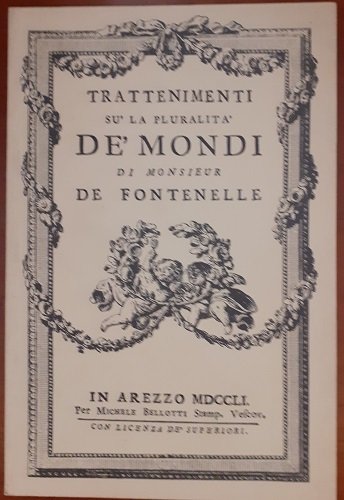 TRATTENIMENTI
SU' LA PLURALITA'
DE' MONDI
DI MONSIEUR
DE FONTENELLE
IN AREZZO MDCCLI.
Per MICHELE BELLOTTI Stamp. Veſcov.
CON LICENZA DE' SUPERIORI.